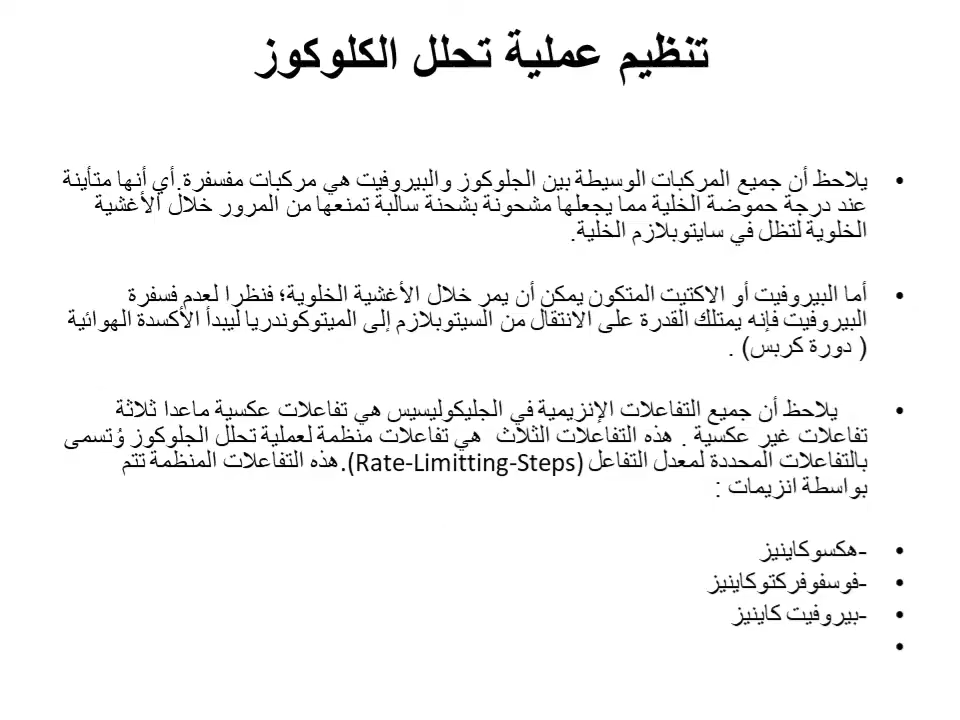 تنظيم عملية تحلل الكلوكوز
• يلاحظ أن جميع المركبات الوسيطة بين الجلوكوز والبيروفيت هي مركبات مفسفرة.أي أنها متأينة
عند درجة حموضة الخلية مما يجعلها مشحونة بشحنة سالبة تمنعها من المرور خلال الأغشية
الخلوية لتظل في سايتوبلازم الخلية.
• أما البيروفيت أو الاكتيت المتكون يمكن أن يمر خلال الأغشية الخلوية؛ فنظرا لعدم فسفرة
البيروفيت فإنه يمتلك القدرة على الانتقال من السيتوبلازم إلى الميتوكوندريا ليبدأ الأكسدة الهوائية
( دورة كربس) .
• يلاحظ أن جميع التفاعلات الإنزيمية في الجليكوليسيس هي تفاعلات عكسية ماعدا ثلاثة
تفاعلات غير عكسية . هذه التفاعلات الثلاث هي تفاعلات منظمة لعملية تحلل الجلوكوز وُتسمى
بالتفاعلات المحددة لمعدل التفاعل (Rate-Limitting-Steps).هذه التفاعلات المنظمة تتم
بواسطة انزيمات :
• -هكسوكاينيز
• -فوسفوفركتوكاينيز
• -بيروفيت كاينيز
•